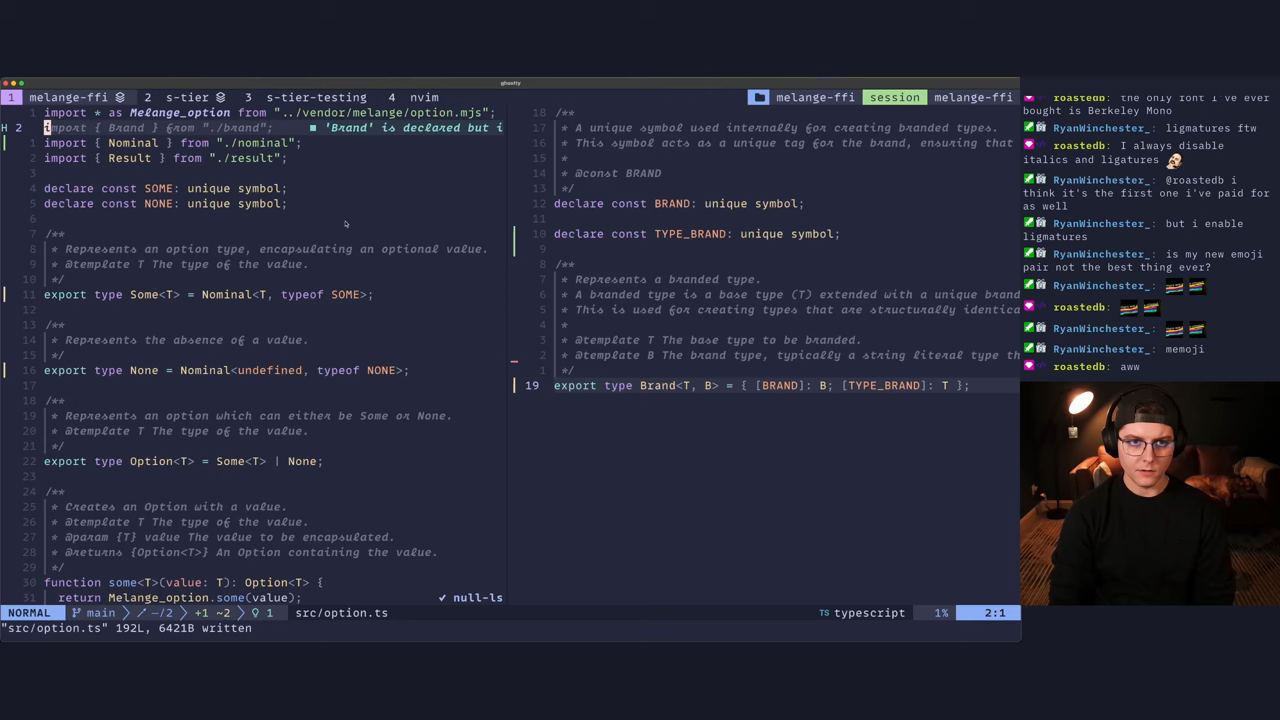 ghostty
1 melange-ffi 2 s-tier 3 s-tier-testing 4 nvim
melange-ffi session melange-ffi
1 import * as Melange_option from "../vendor/melange/option.mjs";
H 2 import { Brand } from "./brand"; ■ 'Brand' is declared but i
1 import { Nominal } from "./nominal";
2 import { Result } from "./result";
3
4 declare const SOME: unique symbol;
5 declare const NONE: unique symbol;
6
7 /**
8 * Represents an option type, encapsulating an optional value.
9 * @template T The type of the value.
10 */
11 export type Some<T> = Nominal<T, typeof SOME>;
12
13 /**
14 * Represents the absence of a value.
15 */
16 export type None = Nominal<undefined, typeof NONE>;
17
18 /**
19 * Represents an option which can either be Some or None.
20 * @template T The type of the value.
21 */
22 export type Option<T> = Some<T> | None;
23
24 /**
25 * Creates an Option with a value.
26 * @template T The type of the value.
27 * @param {T} value The value to be encapsulated.
28 * @returns {Option<T>} An Option containing the value.
29 */
30 function some<T>(value: T): Option<T> {
31 return Melange_option.some(value); ✓ null-ls
18 /**
17 * A unique symbol used internally for creating branded types.
16 * This symbol acts as a unique tag for the brand, ensuring that
15 *
14 * @const BRAND
13 */
12 declare const BRAND: unique symbol;
11
10 declare const TYPE_BRAND: unique symbol;
9
8 /**
7 * Represents a branded type.
6 * A branded type is a base type (T) extended with a unique brand
5 * This is used for creating types that are structurally identica
4 *
3 * @template T The base type to be branded.
2 * @template B The brand type, typically a string literal type th
1 */
19 export type Brand<T, B> = { [BRAND]: B; [TYPE_BRAND]: T };
NORMAL main ~/2 +1 ~2 1 src/option.ts TS typescript 1% 2:1
"src/option.ts" 192L, 6421B written
roastedb: the only font i've ever
bought is Berkeley Mono
RyanWinchester_: ligmatures ftw
roastedb: I always disable
italics and ligatures
RyanWinchester_: @roastedb i
think it's the first one i've paid for
as well
RyanWinchester_: but i enable
ligmatures
RyanWinchester_: is my new emoji
pair not the best thing ever?
RyanWinchester_:
roastedb:
RyanWinchester_:
RyanWinchester_: memoji
roastedb: aww